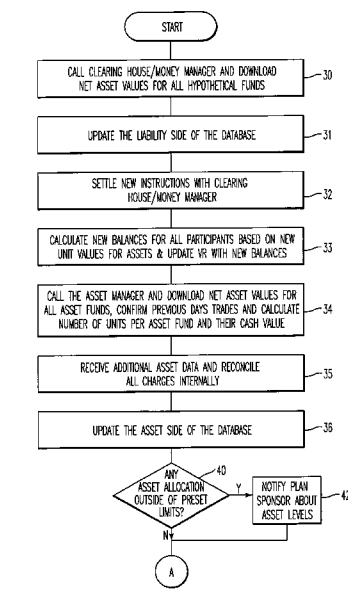 START
CALL CLEARING HOUSE/MONEY MANAGER AND DOWNLOAD
NET ASSET VALUES FOR ALL HYPOTHETICAL FUNDS
30
UPDATE THE LIABILITY SIDE OF THE DATABASE
31
SETTLE NEW INSTRUCTIONS WITH CLEARING
HOUSE/MONEY MANAGER
32
CALCULATE NEW BALANCES FOR ALL PARTICIPANTS BASED ON NEW
UNIT VALUES FOR ASSETS & UPDATE VR WITH NEW BALANCES
33
CALL THE ASSET MANAGER AND DOWNLOAD NET ASSET VALUES FOR
ALL ASSET FUNDS, CONFIRM PREVIOUS DAYS TRADES AND CALCULATE
NUMBER OF UNITS PER ASSET FUND AND THEIR CASH VALUE
34
RECEIVE ADDITIONAL ASSET DATA AND RECONCILE
ALL CHARGES INTERNALLY
35
UPDATE THE ASSET SIDE OF THE DATABASE
36
40
ANY
ASSET ALLOCATION
OUTSIDE OF PRESET
LIMITS?
Y
NOTIFY PLAN
SPONSOR ABOUT
ASSET LEVELS
42
N
A